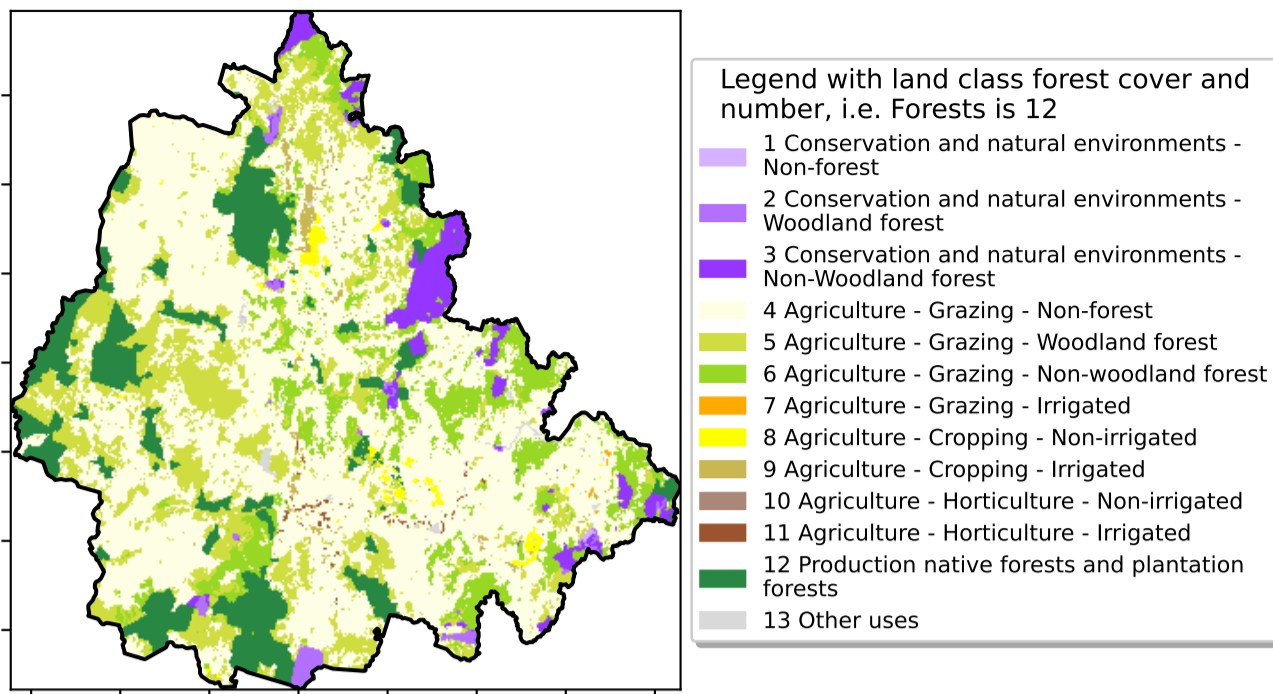 Legend with land class forest cover and
number, i.e. Forests is 12
1 Conservation and natural environments -
Non-forest
2 Conservation and natural environments -
Woodland forest
3 Conservation and natural environments -
Non-Woodland forest
4 Agriculture - Grazing - Non-forest
5 Agriculture - Grazing - Woodland forest
6 Agriculture - Grazing - Non-woodland forest
7 Agriculture - Grazing - Irrigated
8 Agriculture - Cropping - Non-irrigated
9 Agriculture - Cropping - Irrigated
10 Agriculture - Horticulture - Non-irrigated
11 Agriculture - Horticulture - Irrigated
12 Production native forests and plantation
forests
13 Other uses